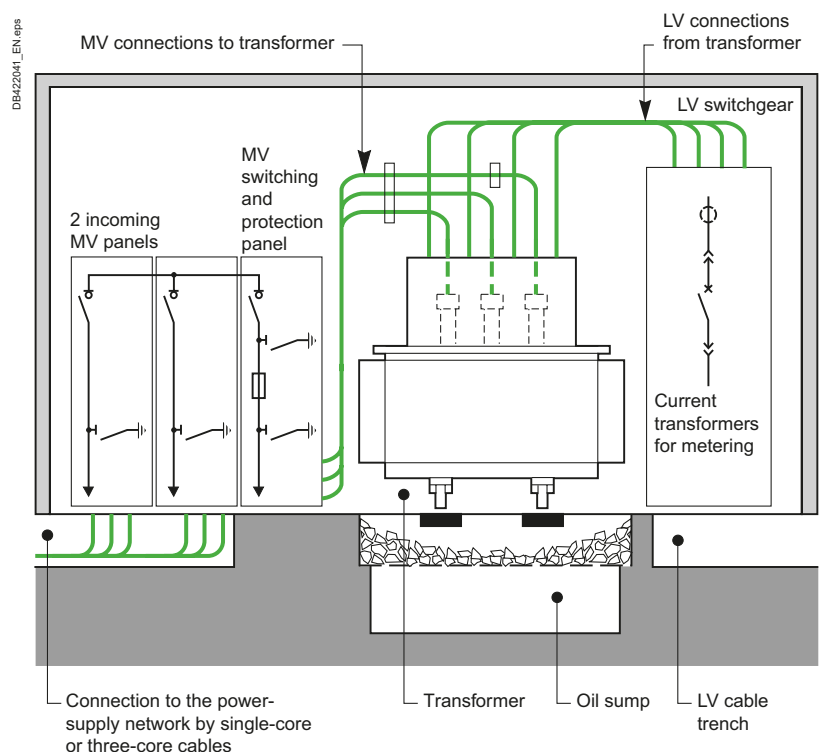 DB422041_EN.eps
MV connections to transformer
LV connections
from transformer
LV switchgear
MV
switching
and
protection
panel
2 incoming
MV panels
Current
transformers
for metering
Connection to the power-
supply network by single-core
or three-core cables
Transformer
Oil sump
LV cable
trench